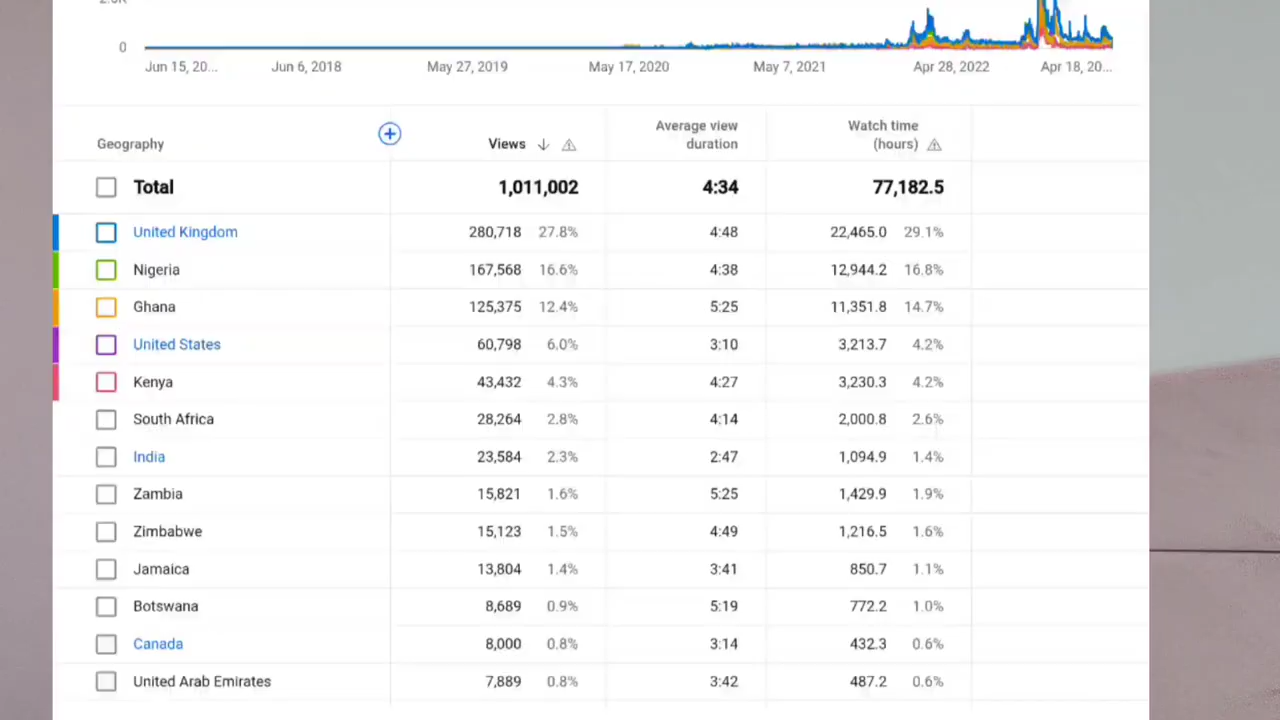 0
Jun 15, 20... Jun 6, 2018 May 27, 2019 May 17, 2020 May 7, 2021 Apr 28, 2022 Apr 18, 20...
Geography Views Average view duration Watch time (hours)
Total 1,011,002 4:34 77,182.5
United Kingdom 280,718 27.8% 4:48 22,465.0 29.1%
Nigeria 167,568 16.6% 4:38 12,944.2 16.8%
Ghana 125,375 12.4% 5:25 11,351.8 14.7%
United States 60,798 6.0% 3:10 3,213.7 4.2%
Kenya 43,432 4.3% 4:27 3,230.3 4.2%
South Africa 28,264 2.8% 4:14 2,000.8 2.6%
India 23,584 2.3% 2:47 1,094.9 1.4%
Zambia 15,821 1.6% 5:25 1,429.9 1.9%
Zimbabwe 15,123 1.5% 4:49 1,216.5 1.6%
Jamaica 13,804 1.4% 3:41 850.7 1.1%
Botswana 8,689 0.9% 5:19 772.2 1.0%
Canada 8,000 0.8% 3:14 432.3 0.6%
United Arab Emirates 7,889 0.8% 3:42 487.2 0.6%